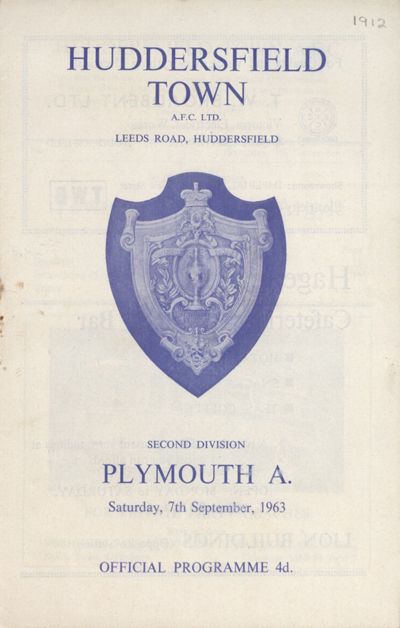 1912
HUDDERSFIELD
TOWN
A.F.C. LTD.
LEEDS ROAD, HUDDERSFIELD
SECOND DIVISION
PLYMOUTH A.
Saturday, 7th September, 1963
OFFICIAL PROGRAMME 4d.